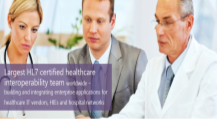 Largest HL7 certified healthcare
interoperability team worldwide
building and integrating enterprise applications for
healthcare IT vendors, HIEs and hospital networks